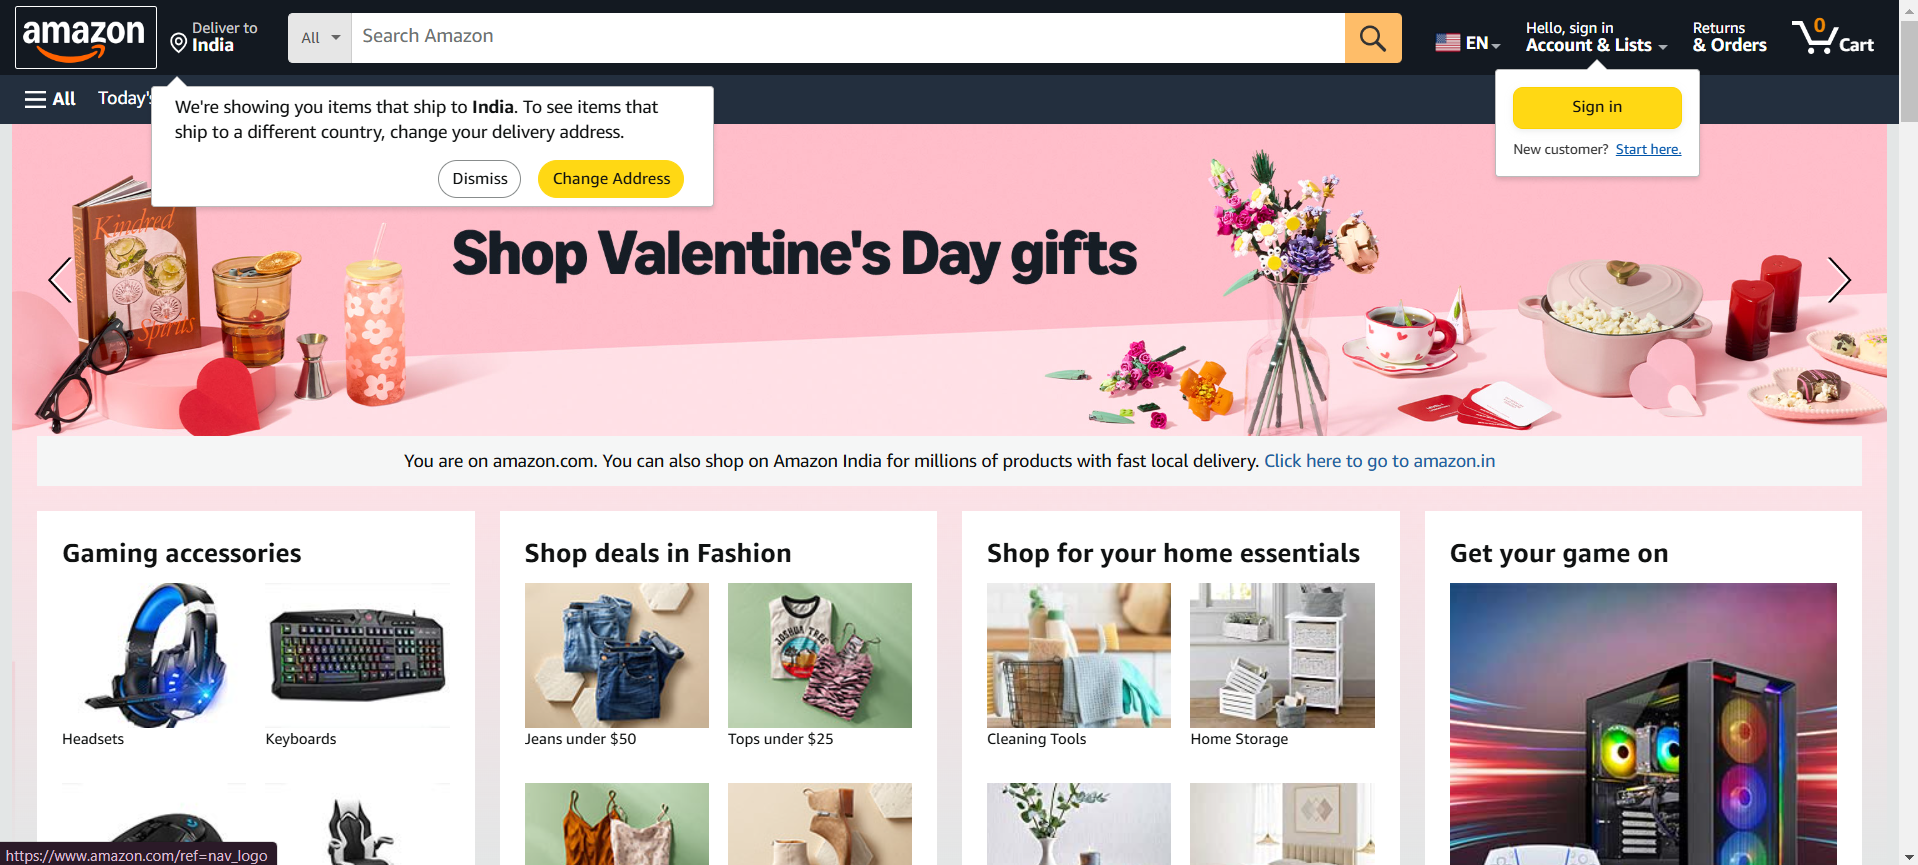 amazon
Deliver to
India
All
Search Amazon
EN
Hello, sign in
Account & Lists
Returns
& Orders
0
Cart
All
Today's
We're showing you items that ship to India. To see items that
ship to a different country, change your delivery address.
Dismiss
Change Address
Sign in
New customer? Start here.
Kindred
Spirits
Shop Valentine's Day gifts
You are on amazon.com. You can also shop on Amazon India for millions of products with fast local delivery. Click here to go to amazon.in
Gaming accessories
Headsets
Keyboards
Shop deals in Fashion
JOSHUA TREE
Jeans under $50
Tops under $25
Shop for your home essentials
Cleaning Tools
Home Storage
Get your game on
https://www.amazon.com/ref=nav_logo